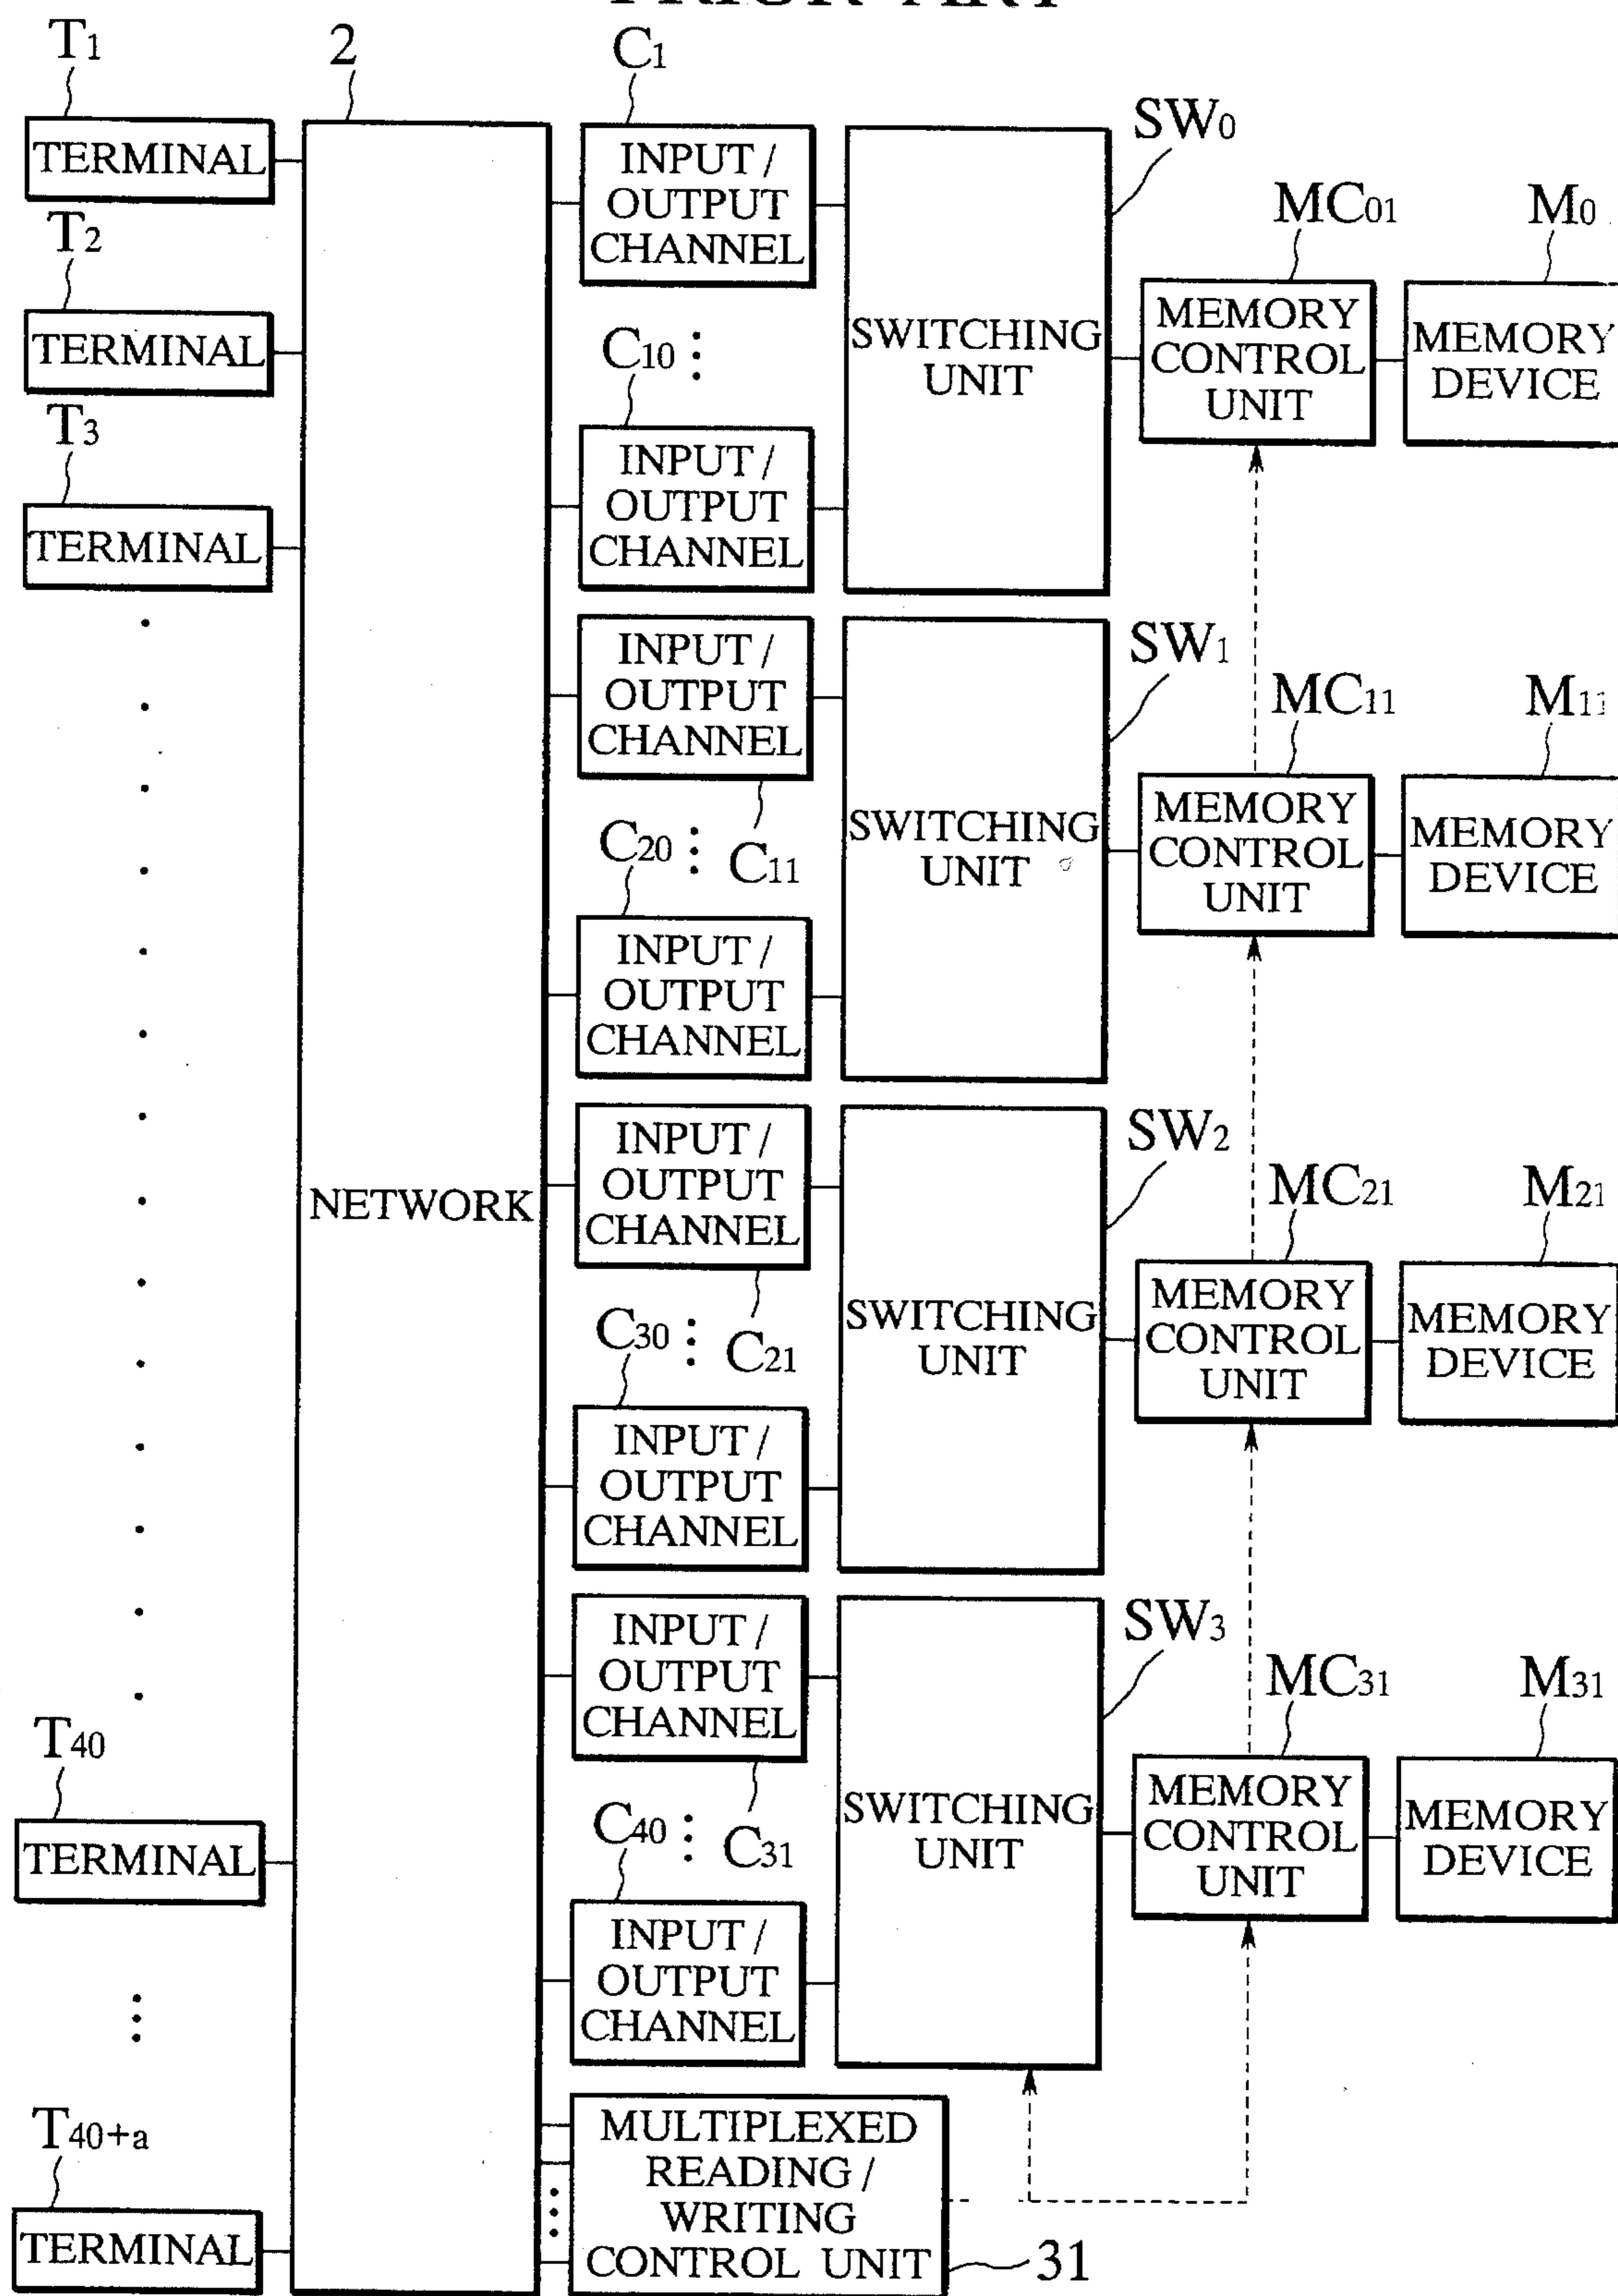 PRIOR ART
T1
2
C1
TERMINAL
INPUT /
OUTPUT
CHANNEL
SW0
MC01
M0
T2
TERMINAL
C10
SWITCHING
UNIT
MEMORY
CONTROL
UNIT
MEMORY
DEVICE
T3
TERMINAL
INPUT /
OUTPUT
CHANNEL
INPUT /
OUTPUT
CHANNEL
SW1
MC11
M11
C20
C11
SWITCHING
UNIT
MEMORY
CONTROL
UNIT
MEMORY
DEVICE
INPUT /
OUTPUT
CHANNEL
NETWORK
INPUT /
OUTPUT
CHANNEL
SW2
MC21
M21
C30
C21
SWITCHING
UNIT
MEMORY
CONTROL
UNIT
MEMORY
DEVICE
INPUT /
OUTPUT
CHANNEL
INPUT /
OUTPUT
CHANNEL
SW3
MC31
M31
T40
TERMINAL
C40
C31
SWITCHING
UNIT
MEMORY
CONTROL
UNIT
MEMORY
DEVICE
INPUT /
OUTPUT
CHANNEL
T40+a
TERMINAL
MULTIPLEXED
READING /
WRITING
CONTROL UNIT
31